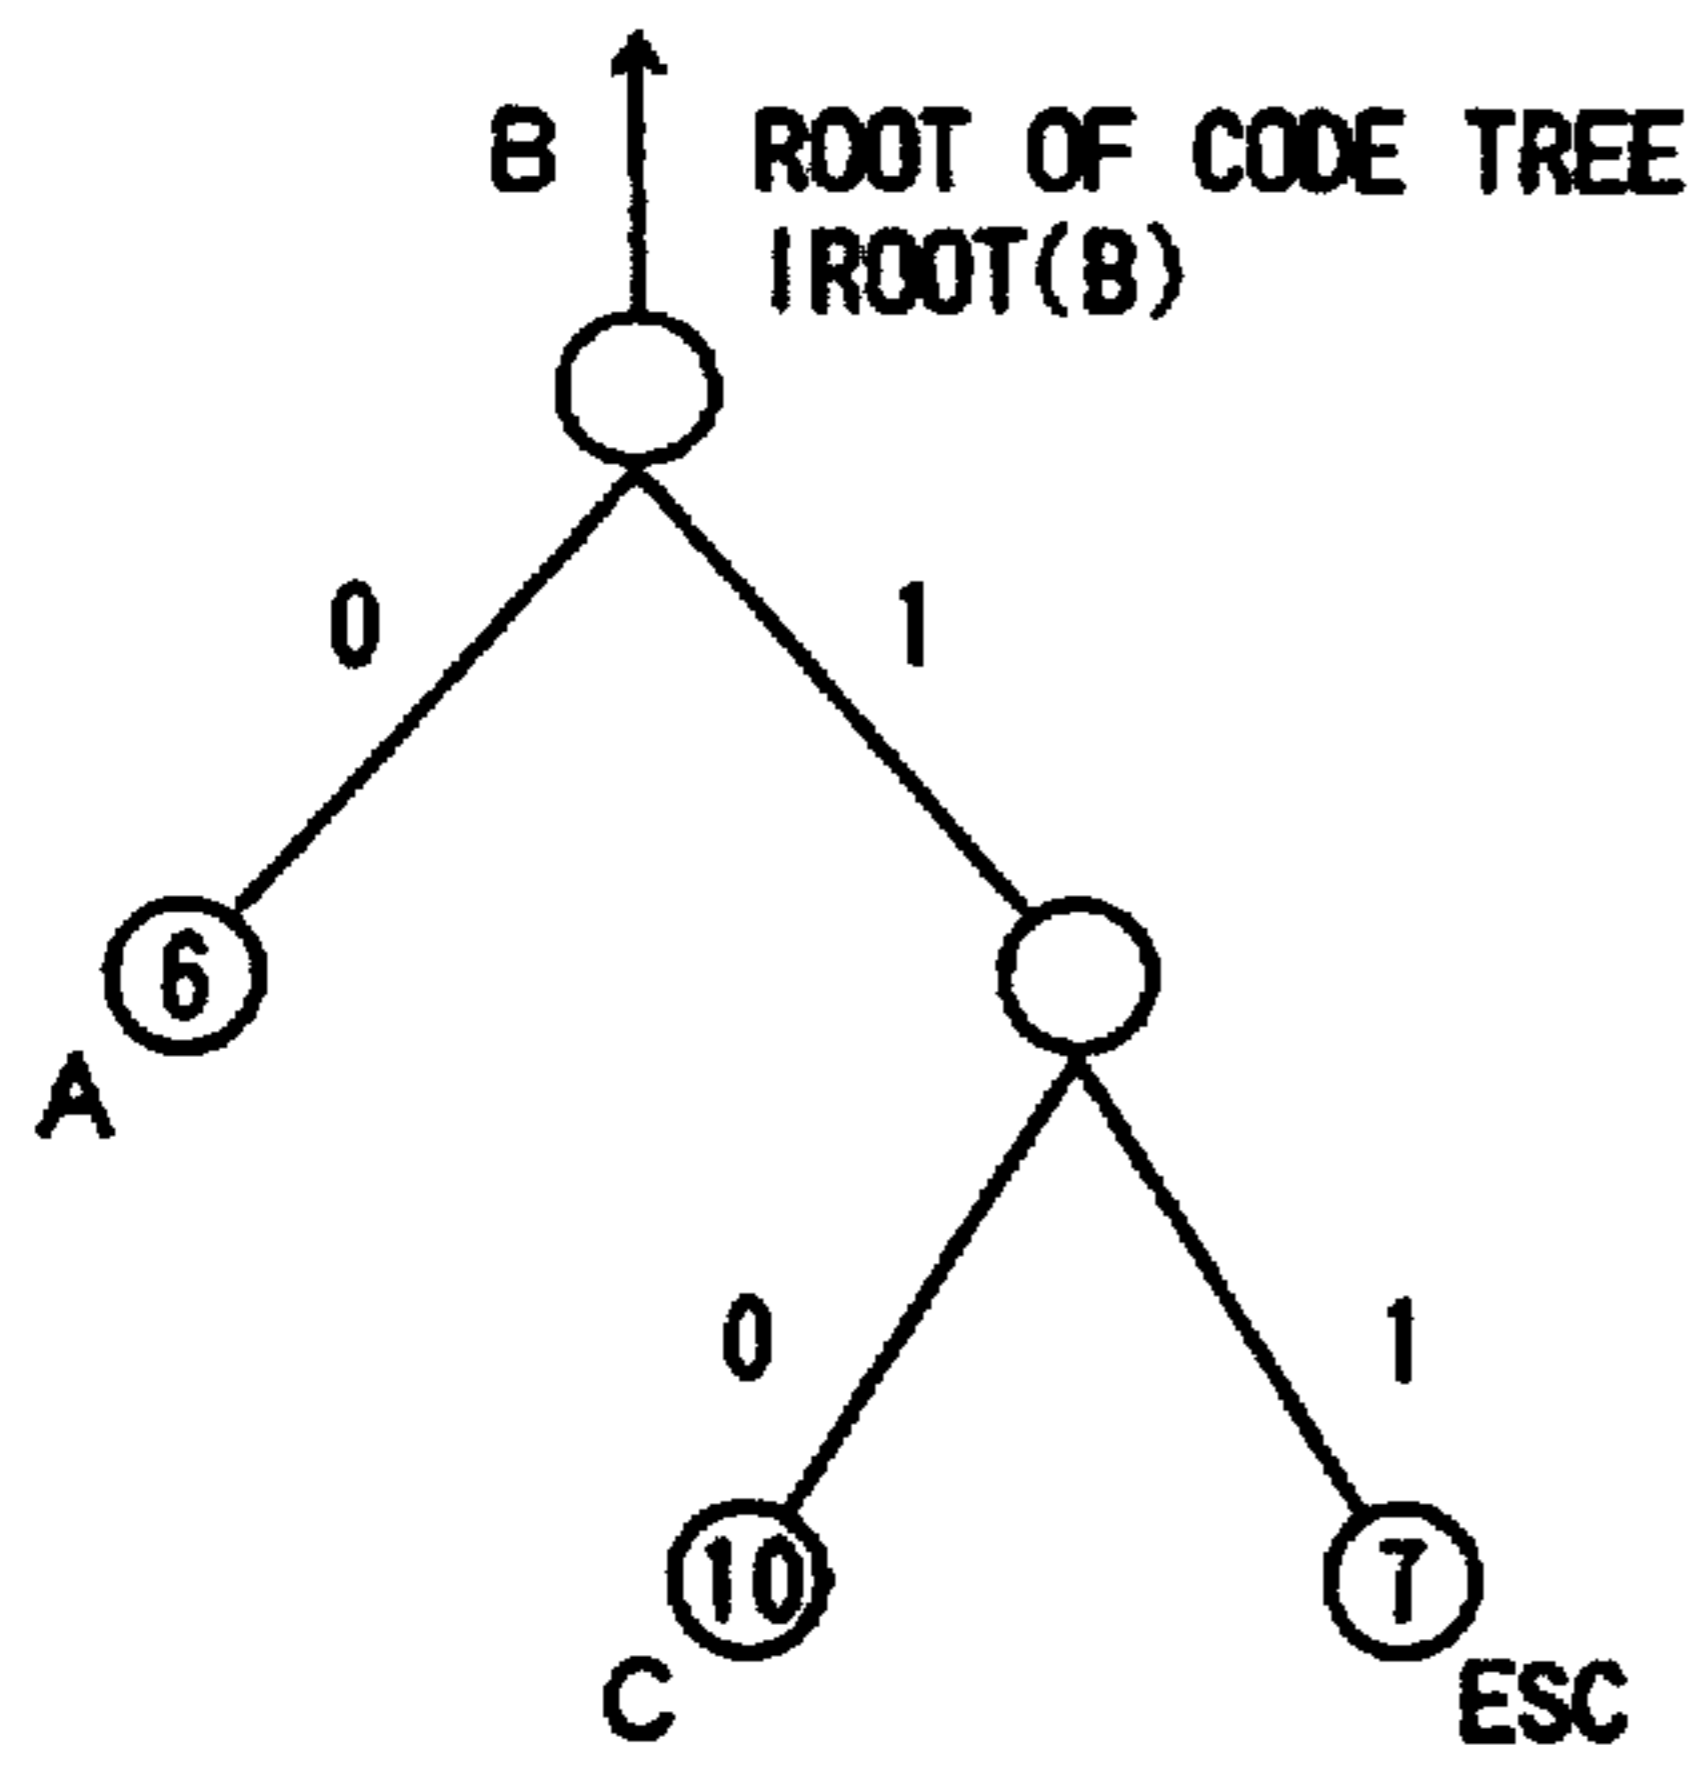 B ROOT OF CODE TREE
IROOT(B)
0 1
6
A
0 1
10 7
C ESC